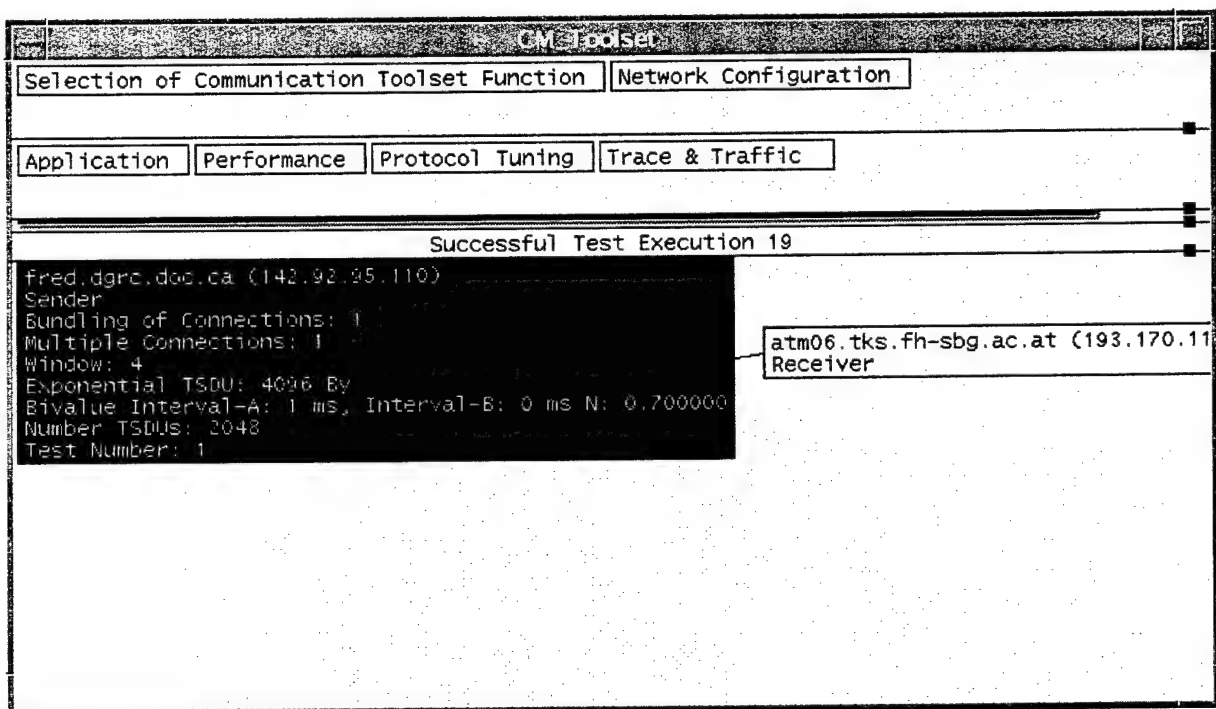 CM-Toolset
Selection of Communication Toolset Function Network Configuration
Application Performance Protocol Tuning Trace & Traffic
Successful Test Execution 19
fred.dgrc.doc.ca (142.92.95.110)
Sender
Bundling of Connections: 1
Multiple Connections: 1
Window: 4
Exponential TSDU: 4096 By
Bivalue Interval-A: 1 ms, Interval-B: 0 ms N: 0.700000
Number TSDUs: 2048
Test Number: 1
atm06.tks.fh-sbg.ac.at (193.170.11
Receiver